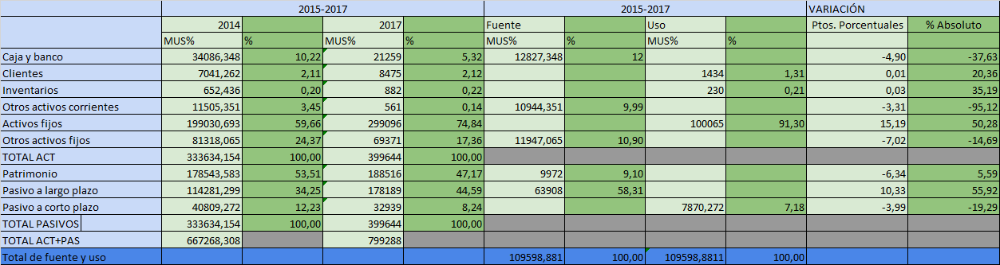 2015-2017 2015-2017 VARIACIÓN
2014 2017 Fuente Uso Ptos. Porcentuales % Absoluto
MUS% % MUS% % MUS% % MUS% %
Caja y banco 34086,348 10,22 21259 5,32 12827,348 12 -4,90 -37,63
Clientes 7041,262 2,11 8475 2,12 1434 1,31 0,01 20,36
Inventarios 652,436 0,20 882 0,22 230 0,21 0,03 35,19
Otros activos corrientes 11505,351 3,45 561 0,14 10944,351 9,99 -3,31 -95,12
Activos fijos 199030,693 59,66 299096 74,84 100065 91,30 15,19 50,28
Otros activos fijos 81318,065 24,37 69371 17,36 11947,065 10,90 -7,02 -14,69
TOTAL ACT 333634,154 100,00 399644 100,00
Patrimonio 178543,583 53,51 188516 47,17 9972 9,10 -6,34 5,59
Pasivo a largo plazo 114281,299 34,25 178189 44,59 63908 58,31 10,33 55,92
Pasivo a corto plazo 40809,272 12,23 32939 8,24 7870,272 7,18 -3,99 -19,29
TOTAL PASIVOS 333634,154 100,00 399644 100,00
TOTAL ACT+PAS 667268,308 799288
Total de fuente y uso 109598,881 100,00 109598,8811 100,00